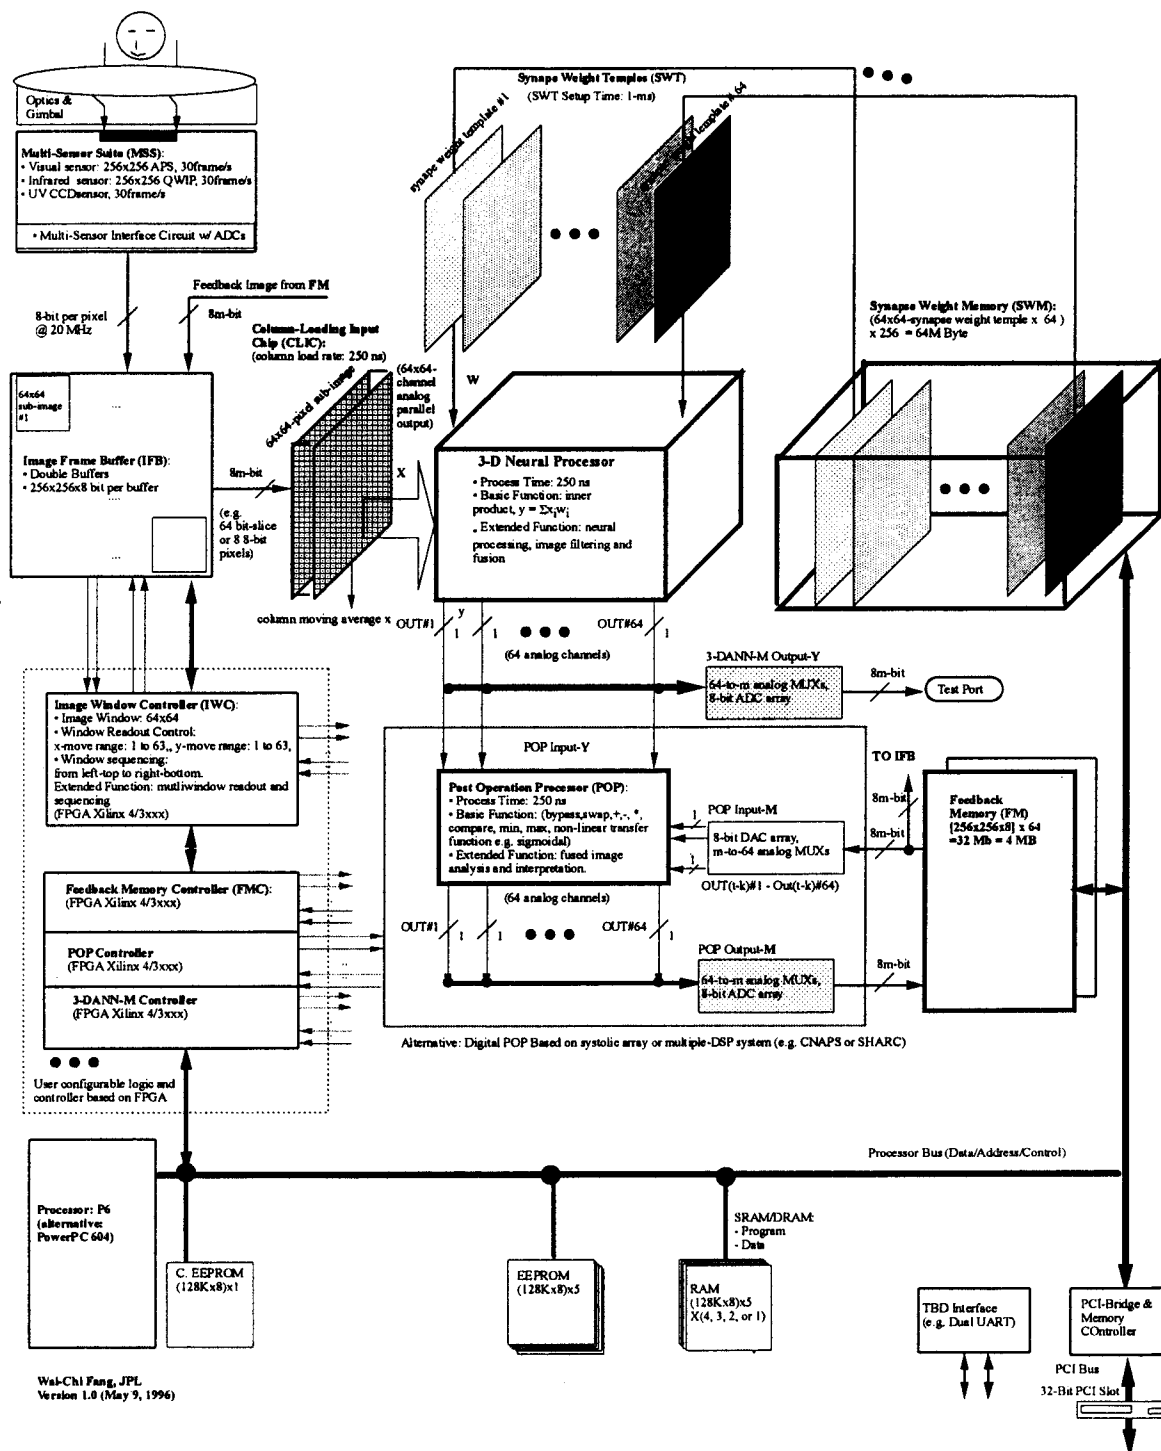 Optics &
Gimbal
Multi-Sensor Suite (MSS):
• Visual sensor: 256x256 APS, 30frame/s
• Infrared sensor: 256x256 QWIP, 30frame/s
• UV CCDsensor, 30frame/s
• Multi-Sensor Interface Circuit w/ ADCs
8-bit per pixel
@ 20 MHz
Feedback Image from FM
8m-bit
Synape Weight Temples (SWT)
(SWT Setup Time: 1-ms)
synape weight template #1
synape weight template # 64
Synapse Weight Memory (SWM):
(64x64-synapse weight temple x 64 )
x 256 = 64M Byte
Column-Loading Input
Chip (CLIC):
(column load rate: 250 ns)
64x64-pixel sub-image
(64x64-
channel
analog
parallel
output)
W
X
64x64
sub-image
#1
...
Image Frame Buffer (IFB):
• Double Buffers
• 256x256x8 bit per buffer
....
...
8m-bit
(e.g.
64 bit-slice
or 8 8-bit
pixels)
3-D Neural Processor
• Process Time: 250 ns
• Basic Function: inner
product, y = Σxiwi
• Extended Function: neural
processing, image filtering and
fusion
column moving average x
OUT#1
y
1
1
OUT#64
1
(64 analog channels)
3-DANN-M Output-Y
64-to-m analog MUXs,
8-bit ADC array
8m-bit
Test Port
Image Window Controller (IWC):
• Image Window: 64x64
• Window Readout Control:
x-move range: 1 to 63,, y-move range: 1 to 63,
• Window sequencing:
from left-top to right-bottom.
Extended Function: mutliwindow readout and
sequencing
(FPGA Xilinx 4/3xxx)
POP Input-Y
Post Operation Processor (POP):
• Process Time: 250 ns
• Basic Function: (bypass,swap,+,-, *,
compare, min, max, non-linear transfer
function e.g. sigmoidal)
• Extended Function: fused image
analysis and interpretation.
POP Input-M
1
8-bit DAC array,
m-to-64 analog MUXs
1
OUT(t-k)#1 - Out(t-k)#64)
TO IFB
8m-bit
8m-bit
Feedback
Memory (FM)
[256x256x8] x 64
=32 Mb = 4 MB
Feedback Memory Controller (FMC):
(FPGA Xilinx 4/3xxx)
POP Controller
(FPGA Xilinx 4/3xxx)
3-DANN-M Controller
(FPGA Xilinx 4/3xxx)
(64 analog channels)
OUT#1
1
1
OUT#64
1
POP Output-M
64-to-m analog MUXs,
8-bit ADC array
8m-bit
Alternative: Digital POP Based on systolic array or multiple-DSP system (e.g. CNAPS or SHARC)
User configurable logic and
controller based on FPGA
Processor Bus (Data/Address/Control)
Processor: P6
(alternative:
PowerPC 604)
C. EEPROM
(128Kx8)x1
EEPROM
(128Kx8)x5
SRAM/DRAM:
- Program
- Data
RAM
(128Kx8)x5
X(4, 3, 2, or 1)
TBD Interface
(e.g. Dual UART)
PCI-Bridge &
Memory
COntroller
PCI Bus
32-Bit PCI Slot
Wai-Chi Fang, JPL
Version 1.0 (May 9, 1996)